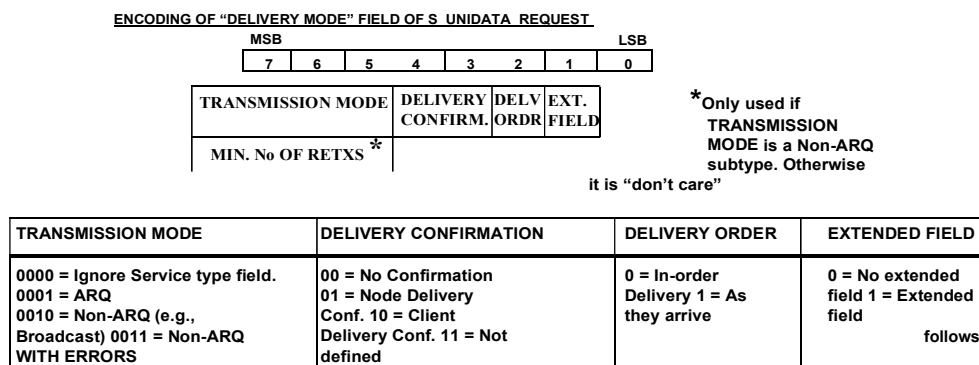 ENCODING OF “DELIVERY MODE” FIELD OF S UNIDATA REQUEST
MSB LSB
7 6 5 4 3 2 1 0
TRANSMISSION MODE DELIVERY CONFIRM. DELV ORDR EXT. FIELD
MIN. No OF RETXS *
*Only used if
TRANSMISSION
MODE is a Non-ARQ
subtype. Otherwise
it is “don’t care”
TRANSMISSION MODE DELIVERY CONFIRMATION DELIVERY ORDER EXTENDED FIELD
0000 = Ignore Service type field.
0001 = ARQ
0010 = Non-ARQ (e.g.,
Broadcast) 0011 = Non-ARQ
WITH ERRORS
00 = No Confirmation
01 = Node Delivery
Conf. 10 = Client
Delivery Conf. 11 = Not
defined
0 = In-order
Delivery 1 = As
they arrive
0 = No extended
field 1 = Extended
field
follows